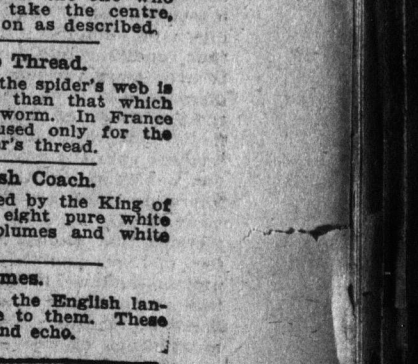 take the centre,
on as described.
Thread.
the spider's web is
than that which
worm. In France
used only for the
r's thread.
sh Coach.
ed by the King of
eight pure white
plumes and white
mes.
the English lan-
to them. These
nd echo.